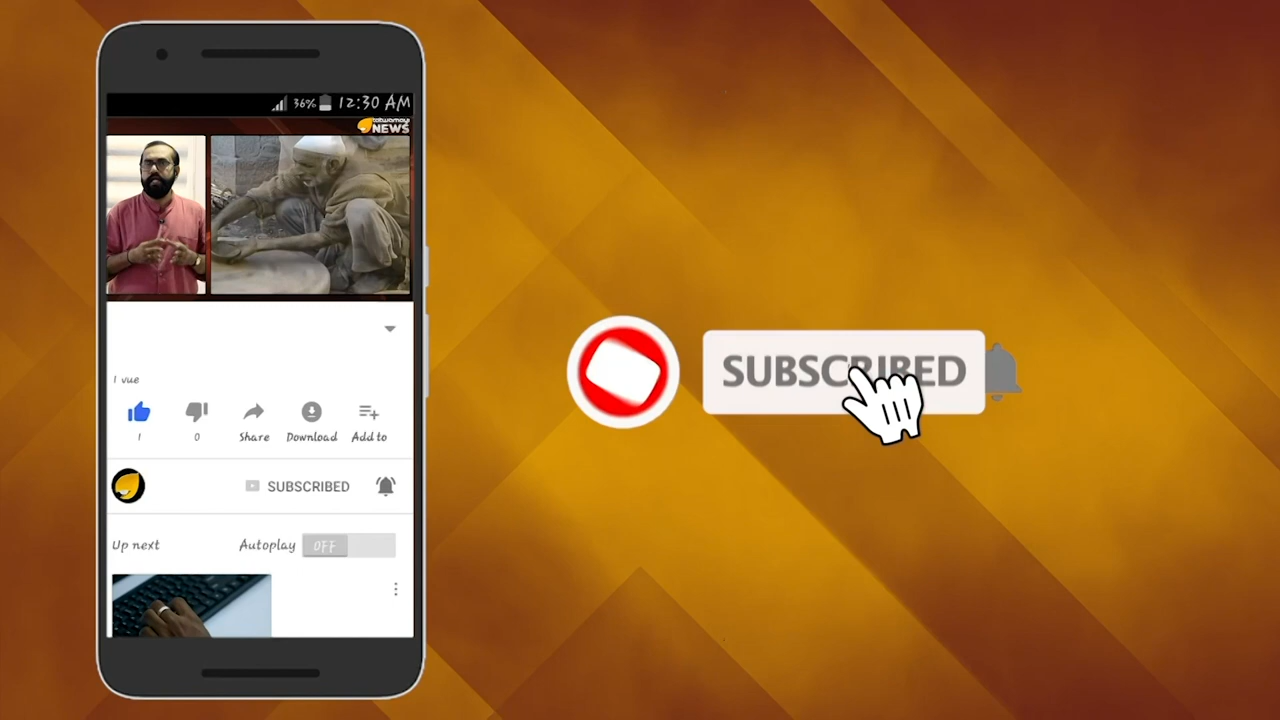 36% 12:30 AM
tatwamayi
NEWS
1 vue
1
0
Share
Download
Add to
SUBSCRIBED
Up next
Autoplay
OFF
SUBSCRIBED